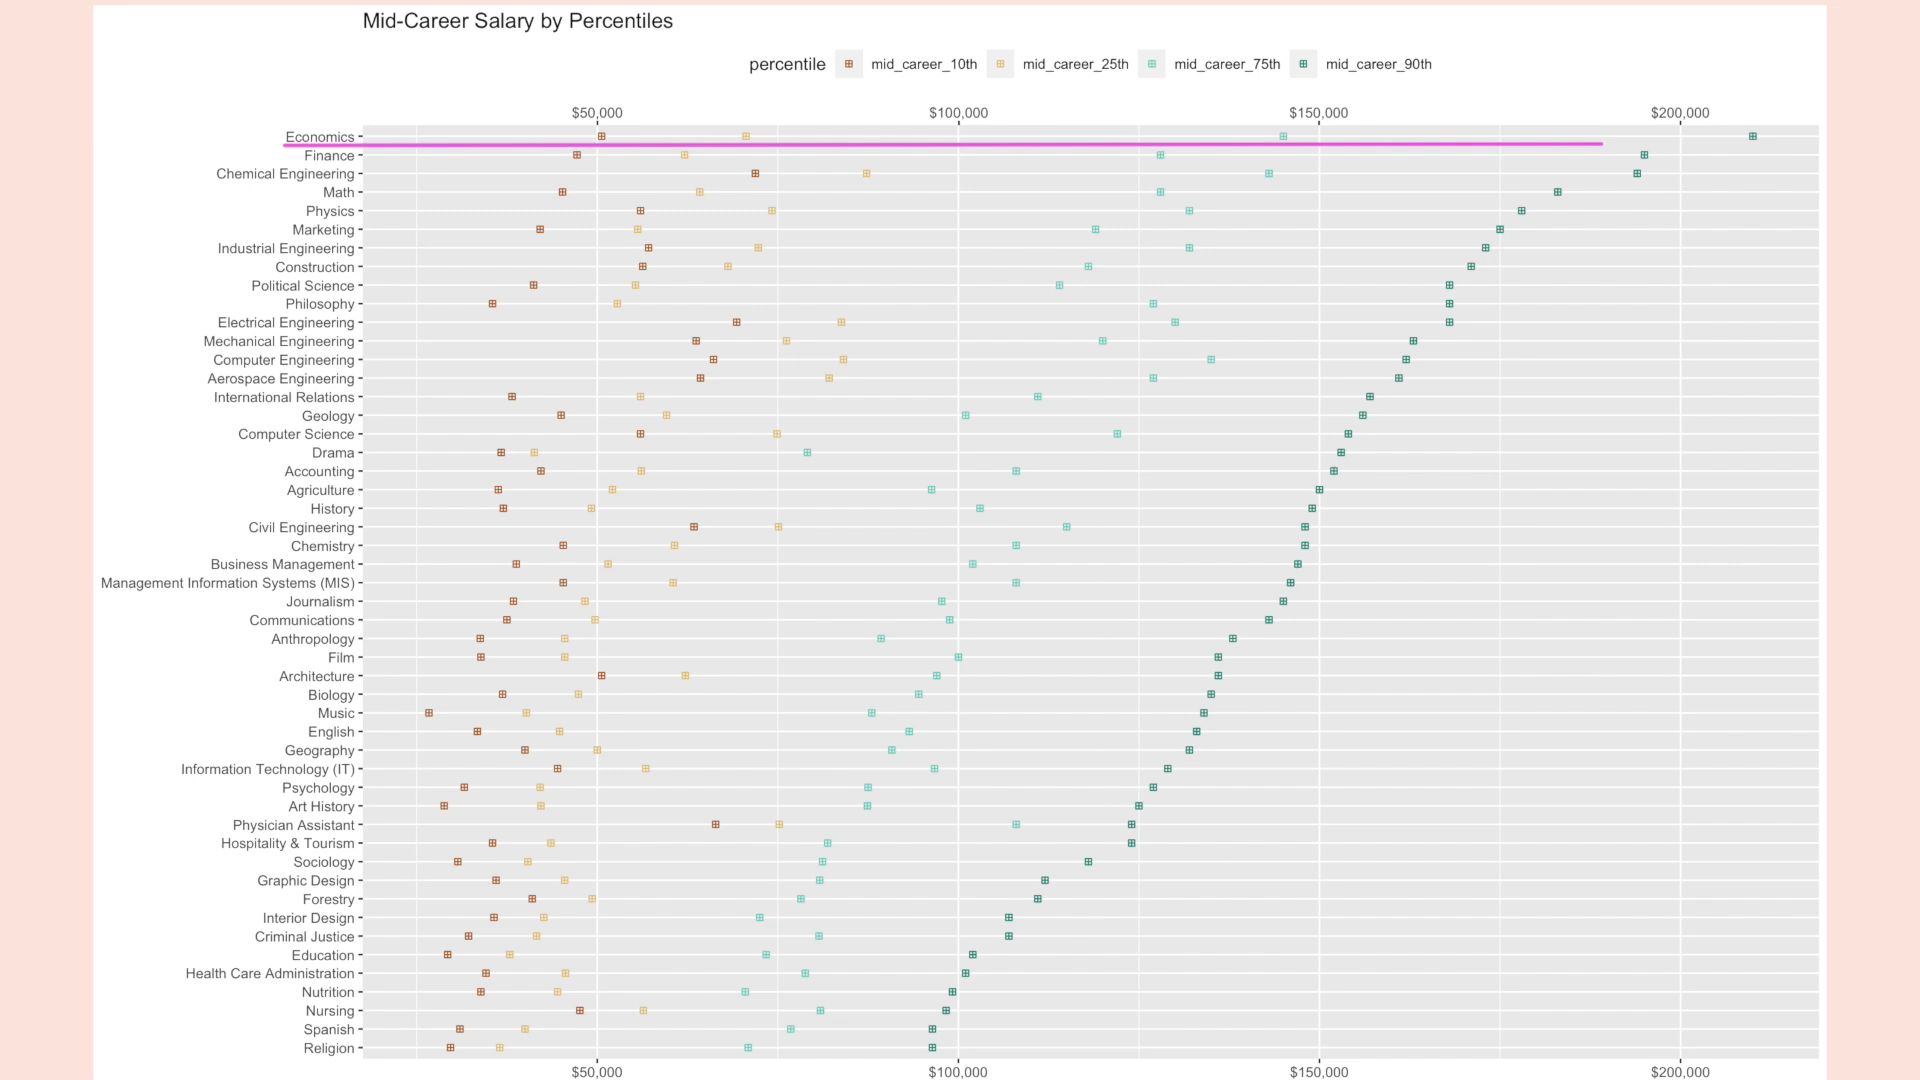 Mid-Career Salary by Percentiles
percentile mid_career_10th mid_career_25th mid_career_75th mid_career_90th
$50,000 $100,000 $150,000 $200,000
Economics
Finance
Chemical Engineering
Math
Physics
Marketing
Industrial Engineering
Construction
Political Science
Philosophy
Electrical Engineering
Mechanical Engineering
Computer Engineering
Aerospace Engineering
International Relations
Geology
Computer Science
Drama
Accounting
Agriculture
History
Civil Engineering
Chemistry
Business Management
Management Information Systems (MIS)
Journalism
Communications
Anthropology
Film
Architecture
Biology
Music
English
Geography
Information Technology (IT)
Psychology
Art History
Physician Assistant
Hospitality & Tourism
Sociology
Graphic Design
Forestry
Interior Design
Criminal Justice
Education
Health Care Administration
Nutrition
Nursing
Spanish
Religion
$50,000 $100,000 $150,000 $200,000